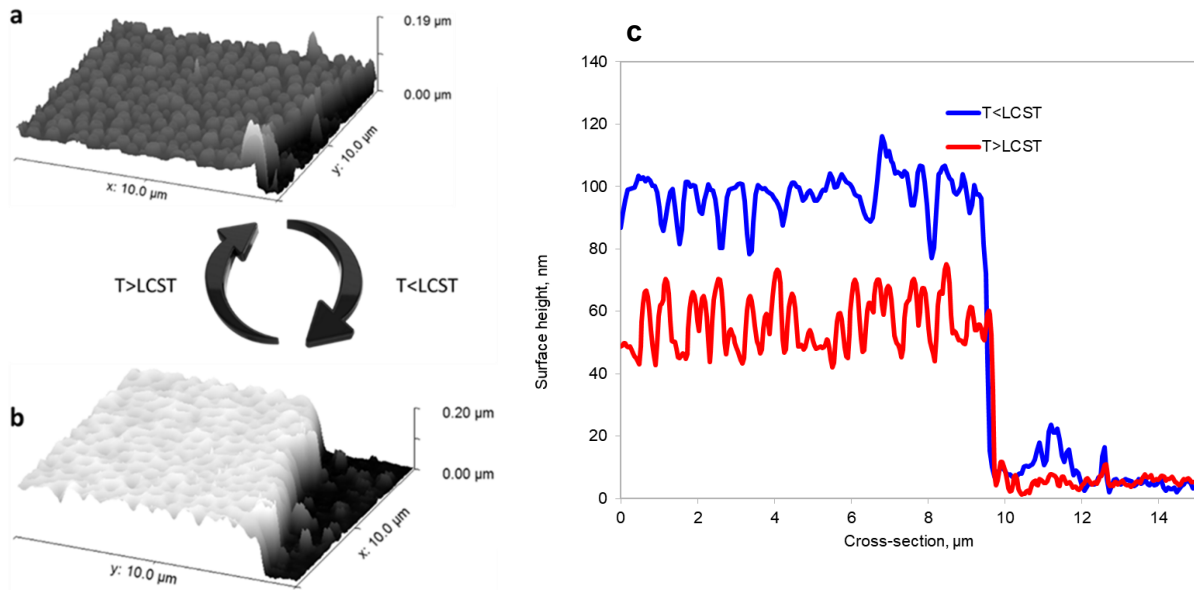 a
0.19 µm
0.00 µm
x: 10.0 µm
y: 10.0 µm
T>LCST
T<LCST
b
0.20 µm
0.00 µm
y: 10.0 µm
x: 10.0 µm
c
140
120
100
80
60
40
20
0
T<LCST
T>LCST
Surface height, nm
0 2 4 6 8 10 12 14
Cross-section, µm